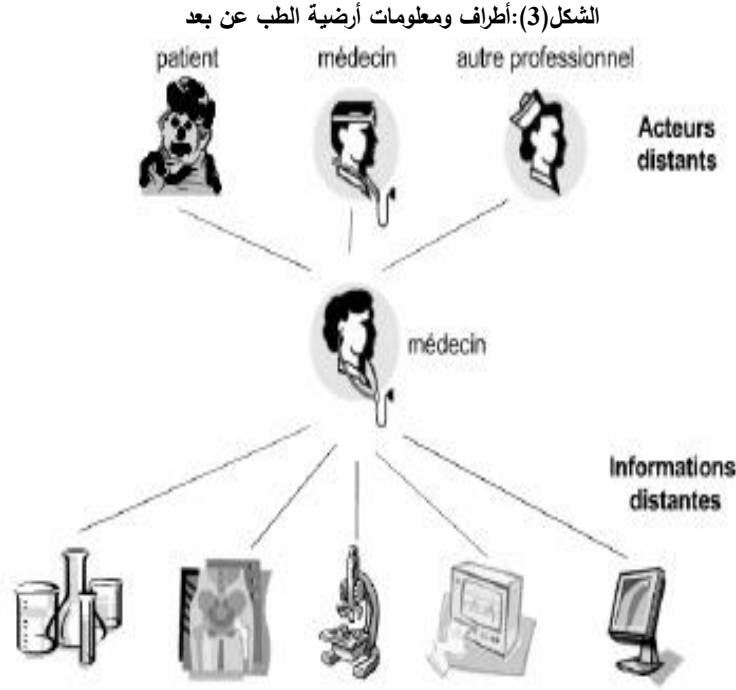 الشكل(3):أطراف ومعلومات أرضية الطب عن بعد
patient médecin autre professionnel
Acteurs
distants
médecin
Informations
distantes